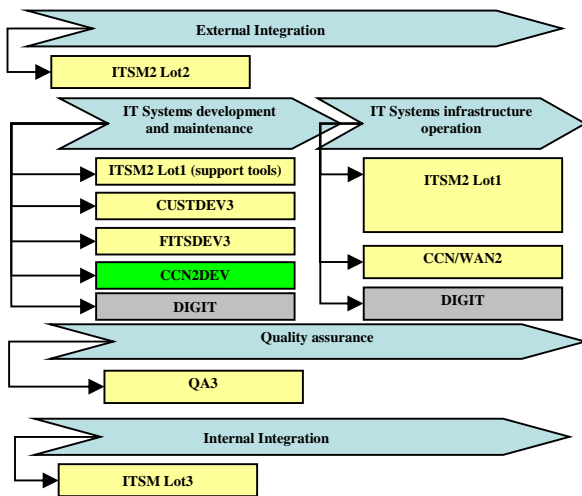 External Integration
ITSM2 Lot2
IT Systems development
and maintenance
ITSM2 Lot1 (support tools)
CUSTDEV3
FITSDEV3
CCN2DEV
DIGIT
IT Systems infrastructure
operation
ITSM2 Lot1
CCN/WAN2
DIGIT
Quality assurance
QA3
Internal Integration
ITSM Lot3